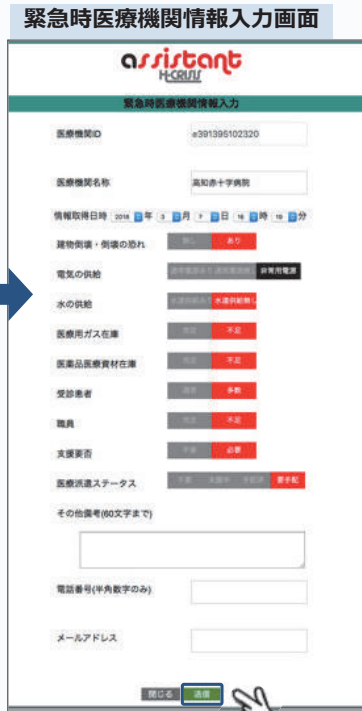 緊急時医療機関情報入力画面
assistant
H-CRISIS
緊急時医療機関情報入力
医療機関ID e391395102320
医療機関名称 高知赤十字病院
情報取得日時 2018 年 3 月 7 日 16 時 19 分
建物倒壊・倒壊の恐れ 無し あり
電気の供給 非常用電源
水の供給 水道供給無し
医療用ガス在庫 充足 不足
医薬品医療資材在庫 充足 不足
受診患者 多数
職員 充足 不足
支援要否 不要 必要
医療派遣ステータス 要手配
その他備考(60文字まで)
電話番号(半角数字のみ)
メールアドレス
閉じる 送信